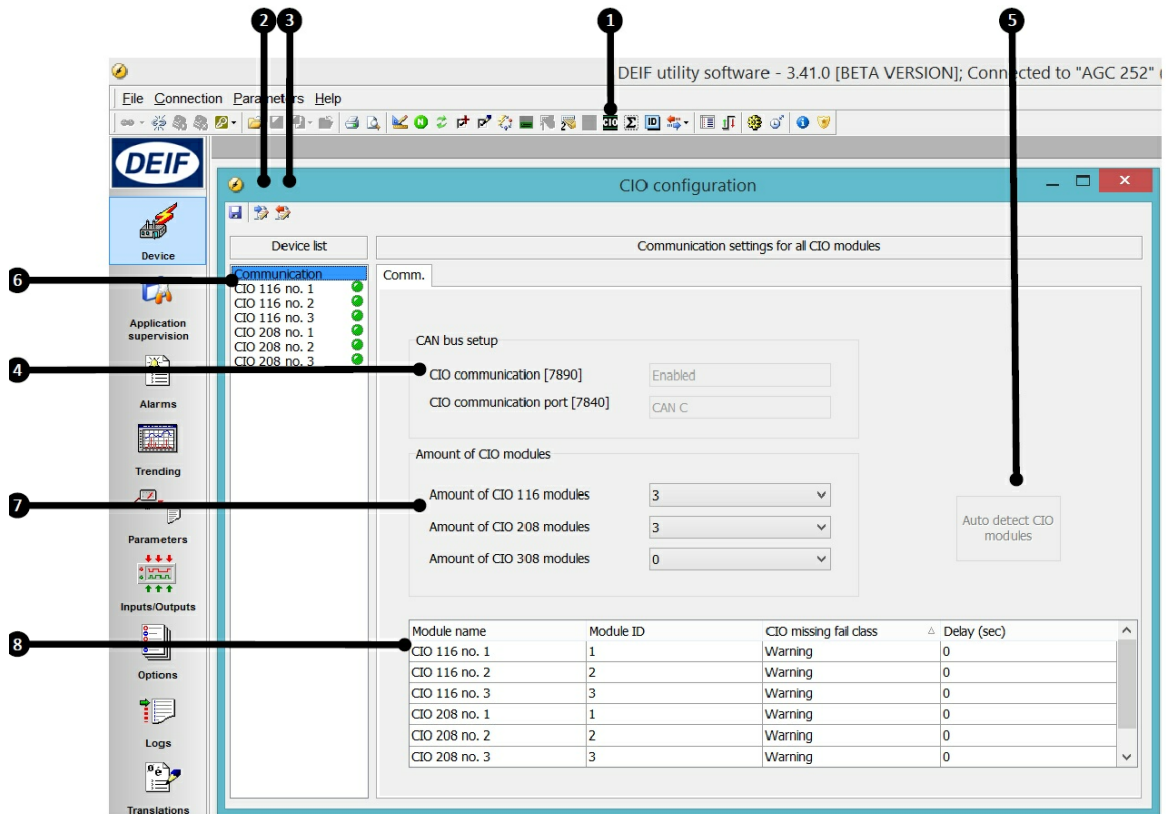 2 3 1 5
DEIF utility software - 3.41.0 [BETA VERSION]; Connected to "AGC 252" (
File Connection Parameters Help
CIO Σ ID
DEIF
CIO configuration
Device list
Communication settings for all CIO modules
Device
6
Communication
Comm.
CIO 116 no. 1
CIO 116 no. 2
CIO 116 no. 3
CIO 208 no. 1
CIO 208 no. 2
CIO 208 no. 3
Application
supervision
CAN bus setup
4
CIO communication [7890] Enabled
CIO communication port [7840] CAN C
Alarms
Amount of CIO modules
Trending
7
Amount of CIO 116 modules 3
Amount of CIO 208 modules 3
Amount of CIO 308 modules 0
Auto detect CIO
modules
Parameters
Inputs/Outputs
8
Module name Module ID CIO missing fail class Delay (sec)
CIO 116 no. 1 1 Warning 0
CIO 116 no. 2 2 Warning 0
CIO 116 no. 3 3 Warning 0
CIO 208 no. 1 1 Warning 0
CIO 208 no. 2 2 Warning 0
CIO 208 no. 3 3 Warning 0
Options
Logs
Translations